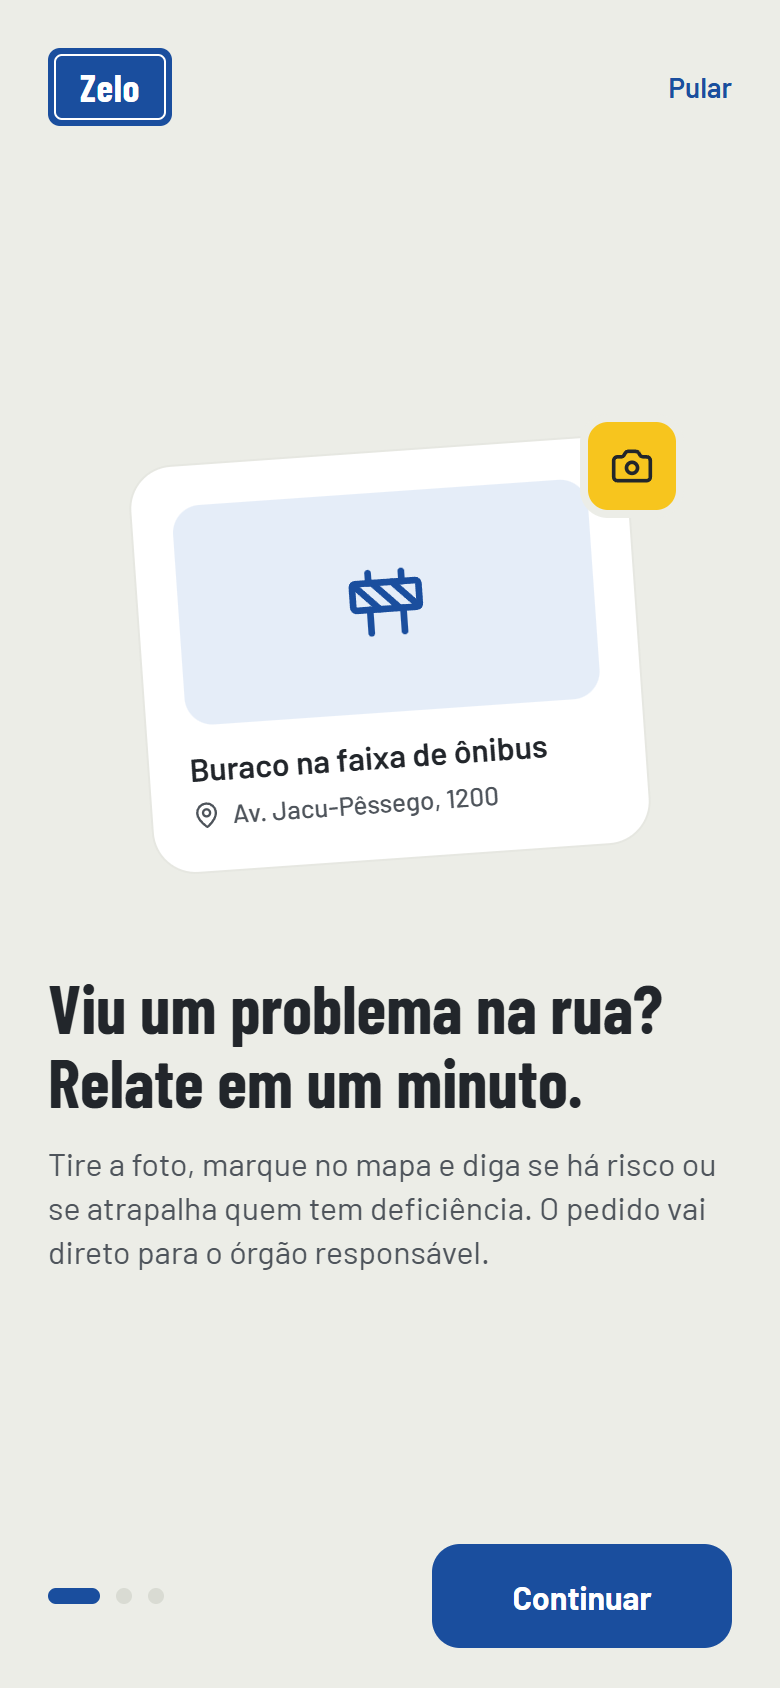 Zelo
Pular
Buraco na faixa de ônibus
Av. Jacu-Pêssego, 1200
Viu um problema na rua?
Relate em um minuto.
Tire a foto, marque no mapa e diga se há risco ou
se atrapalha quem tem deficiência. O pedido vai
direto para o órgão responsável.
Continuar